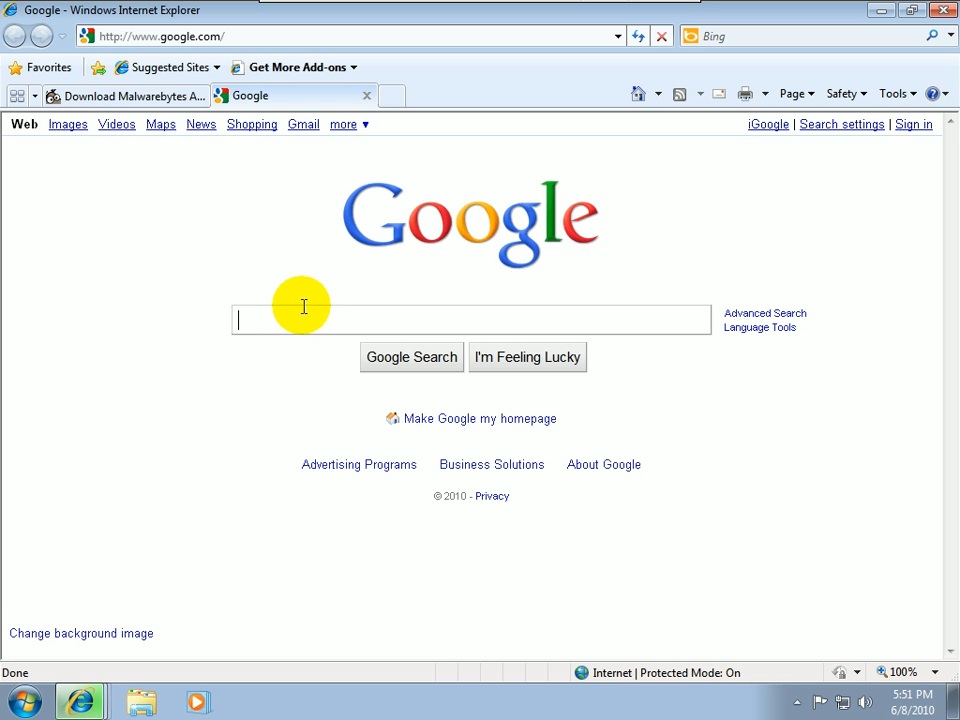 Google - Windows Internet Explorer
http://www.google.com/
Bing
Favorites Suggested Sites Get More Add-ons
Download Malwarebytes A... Google Page Safety Tools
Web Images Videos Maps News Shopping Gmail more ▼ iGoogle | Search settings | Sign in
Google
Advanced Search
Language Tools
Google Search I'm Feeling Lucky
Make Google my homepage
Advertising Programs Business Solutions About Google
© 2010 - Privacy
Change background image
Done Internet | Protected Mode: On 100%
5:51 PM
6/8/2010